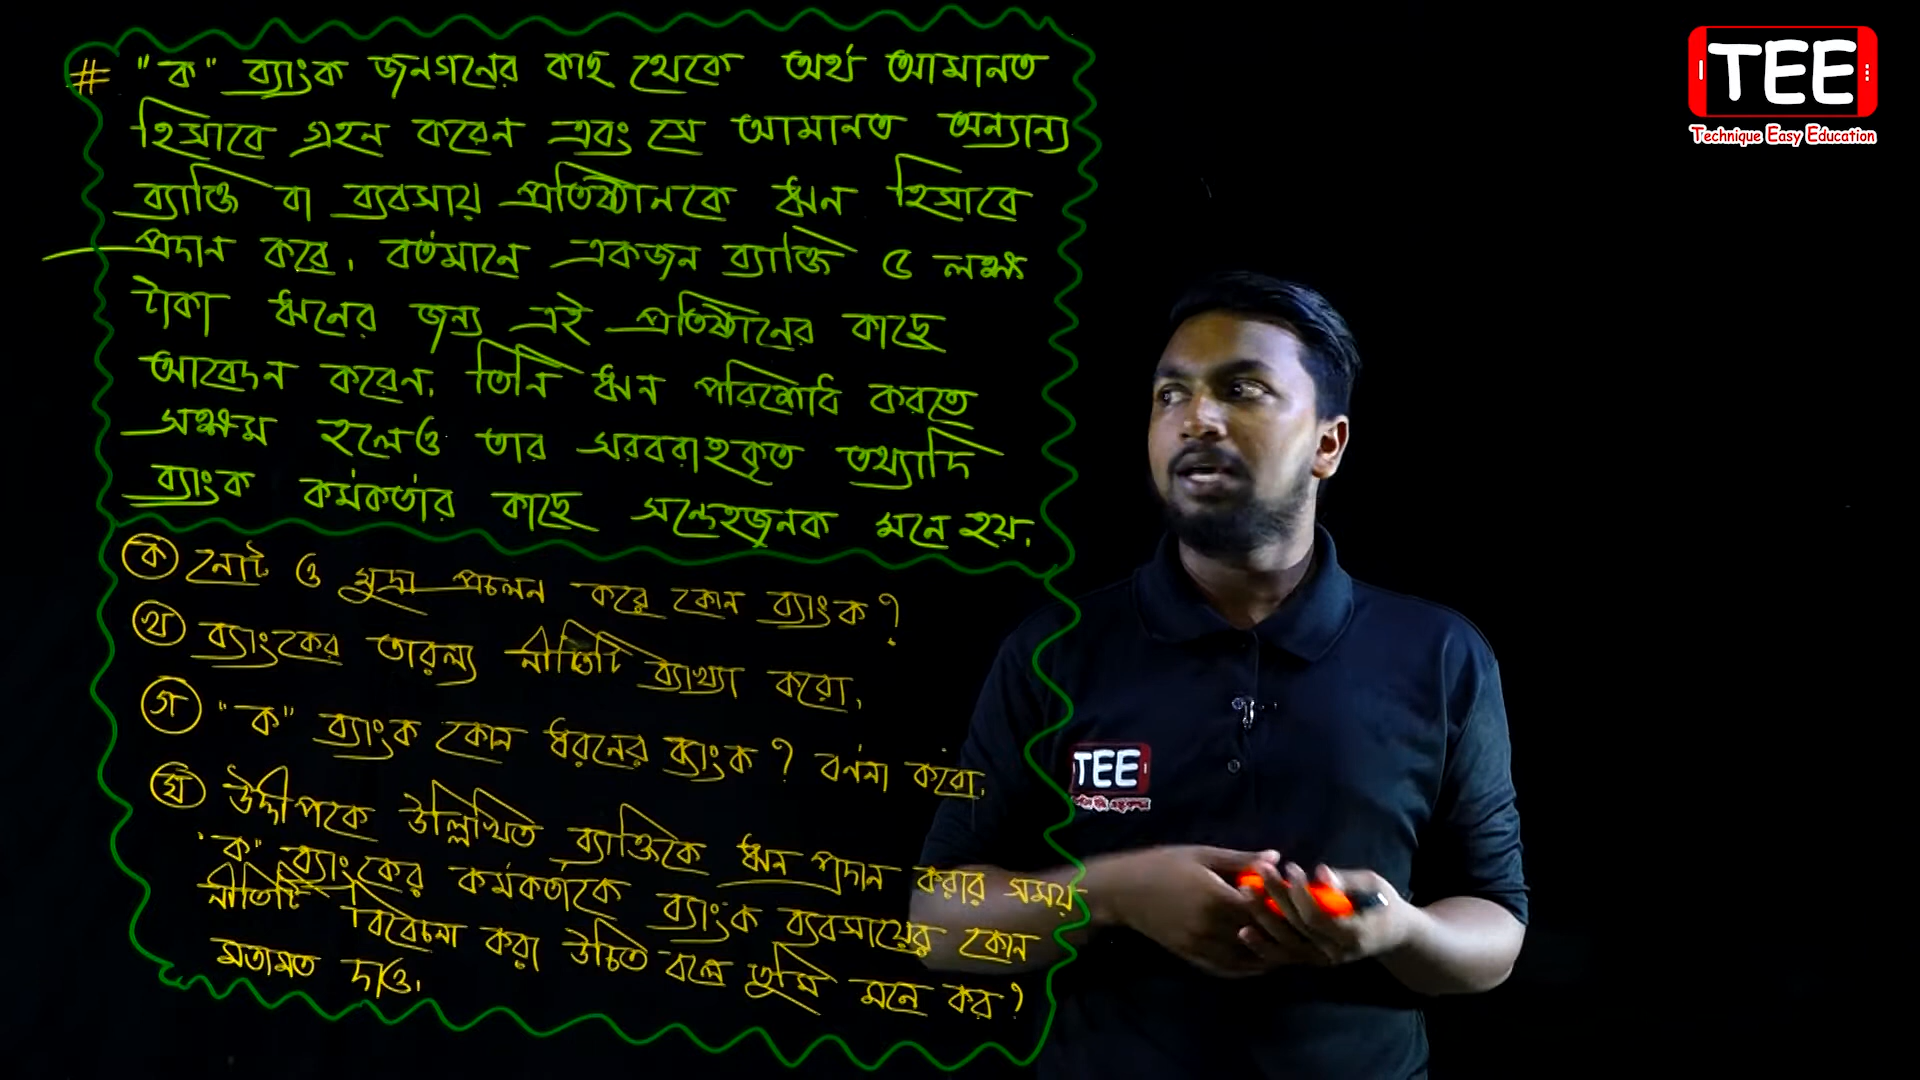 # "ক" ব্যাংক জনগনের কাছ থেকে অর্থ আমানত
হিসাবে গ্রহন করেন এবং সে আমানত অন্যান্য
ব্যাক্তি বা ব্যবসায় প্রতিষ্ঠানকে ঋন হিসাবে
প্রদান করে, বর্তমানে একজন ব্যাক্তি ৫ লক্ষ
টাকা ঋনের জন্য এই প্রতিষ্ঠানের কাছে
আবেদন করেন, তিনি ঋন পরিশোধ করতে
সক্ষম হলেও তার সরবরাহকৃত তথ্যাদি
ব্যাংক কর্মকর্তার কাছে সন্দেহজনক মনে হয়,
ক নোট ও মুদ্রা প্রচলন করে কোন ব্যাংক?
খ ব্যাংকের তারল্য নীতিটি ব্যাখ্যা করো,
গ "ক" ব্যাংক কোন ধরনের ব্যাংক? বর্ননা করো,
ঘ উদ্দীপকে উল্লিখিত ব্যাক্তিকে ঋন প্রদান করার সময়
"ক" ব্যাংকের কর্মকর্তাকে ব্যাংক ব্যবসায়ের কোন
নীতিটি বিবেচনা করা উচিত বলে তুমি মনে কর?
মতামত দাও,
TEE
Technique Easy Education
TEE